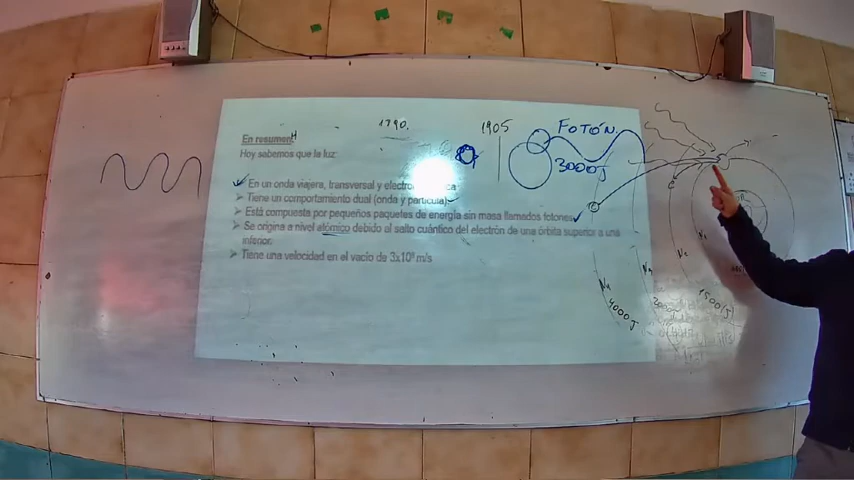 1790.
1905
FOTÓN
3000J
En resumen
Hoy sabemos que la luz:
En un onda viajera, transversal y
Tiene un comportamiento dual (onda y partícula)
Está compuesta por pequeños paquetes de energía sin masa llamados fotones
Se origina a nivel atómico debido al salto cuántico del electrón de una órbita superior a una
inferior.
Tiene una velocidad en el vacío de 3x10⁸ m/s
4000J
1500(J)